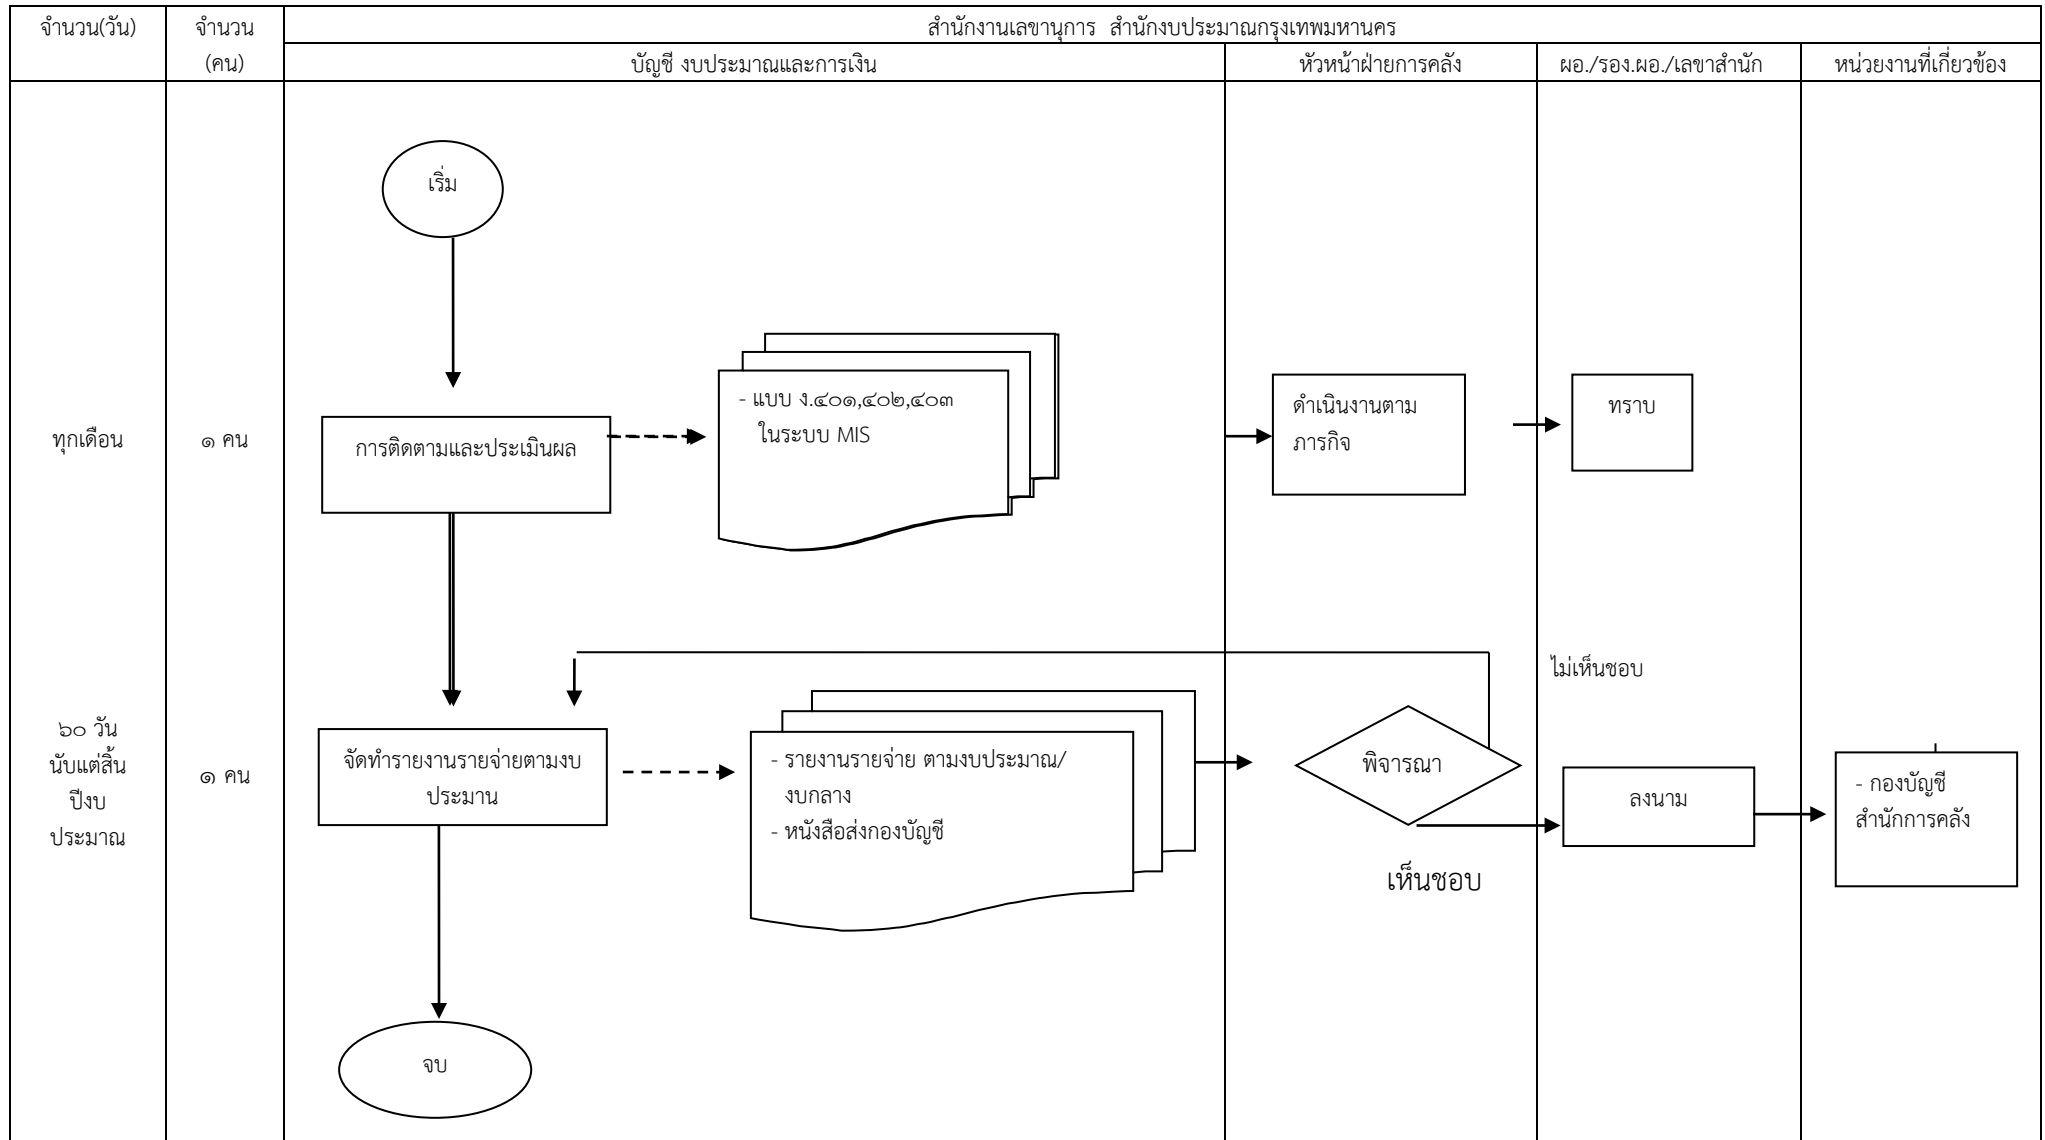 จำนวน(วัน)
จำนวน
(คน)
สำนักงานเลขานุการ สำนักงบประมาณกรุงเทพมหานคร
บัญชี งบประมาณและการเงิน
หัวหน้าฝ่ายการคลัง
ผอ./รอง.ผอ./เลขาสำนัก
หน่วยงานที่เกี่ยวข้อง
เริ่ม
ทุกเดือน
๑ คน
การติดตามและประเมินผล
- แบบ ง.๔๐๑,๔๐๒,๔๐๓
ในระบบ MIS
ดำเนินงานตาม
ภารกิจ
ทราบ
ไม่เห็นชอบ
๖๐ วัน
นับแต่สิ้น
ปีงบ
ประมาณ
๑ คน
จัดทำรายงานรายจ่ายตามงบ
ประมาน
- รายงานรายจ่าย ตามงบประมาณ/
งบกลาง
- หนังสือส่งกองบัญชี
พิจารณา
เห็นชอบ
ลงนาม
- กองบัญชี
สำนักการคลัง
จบ